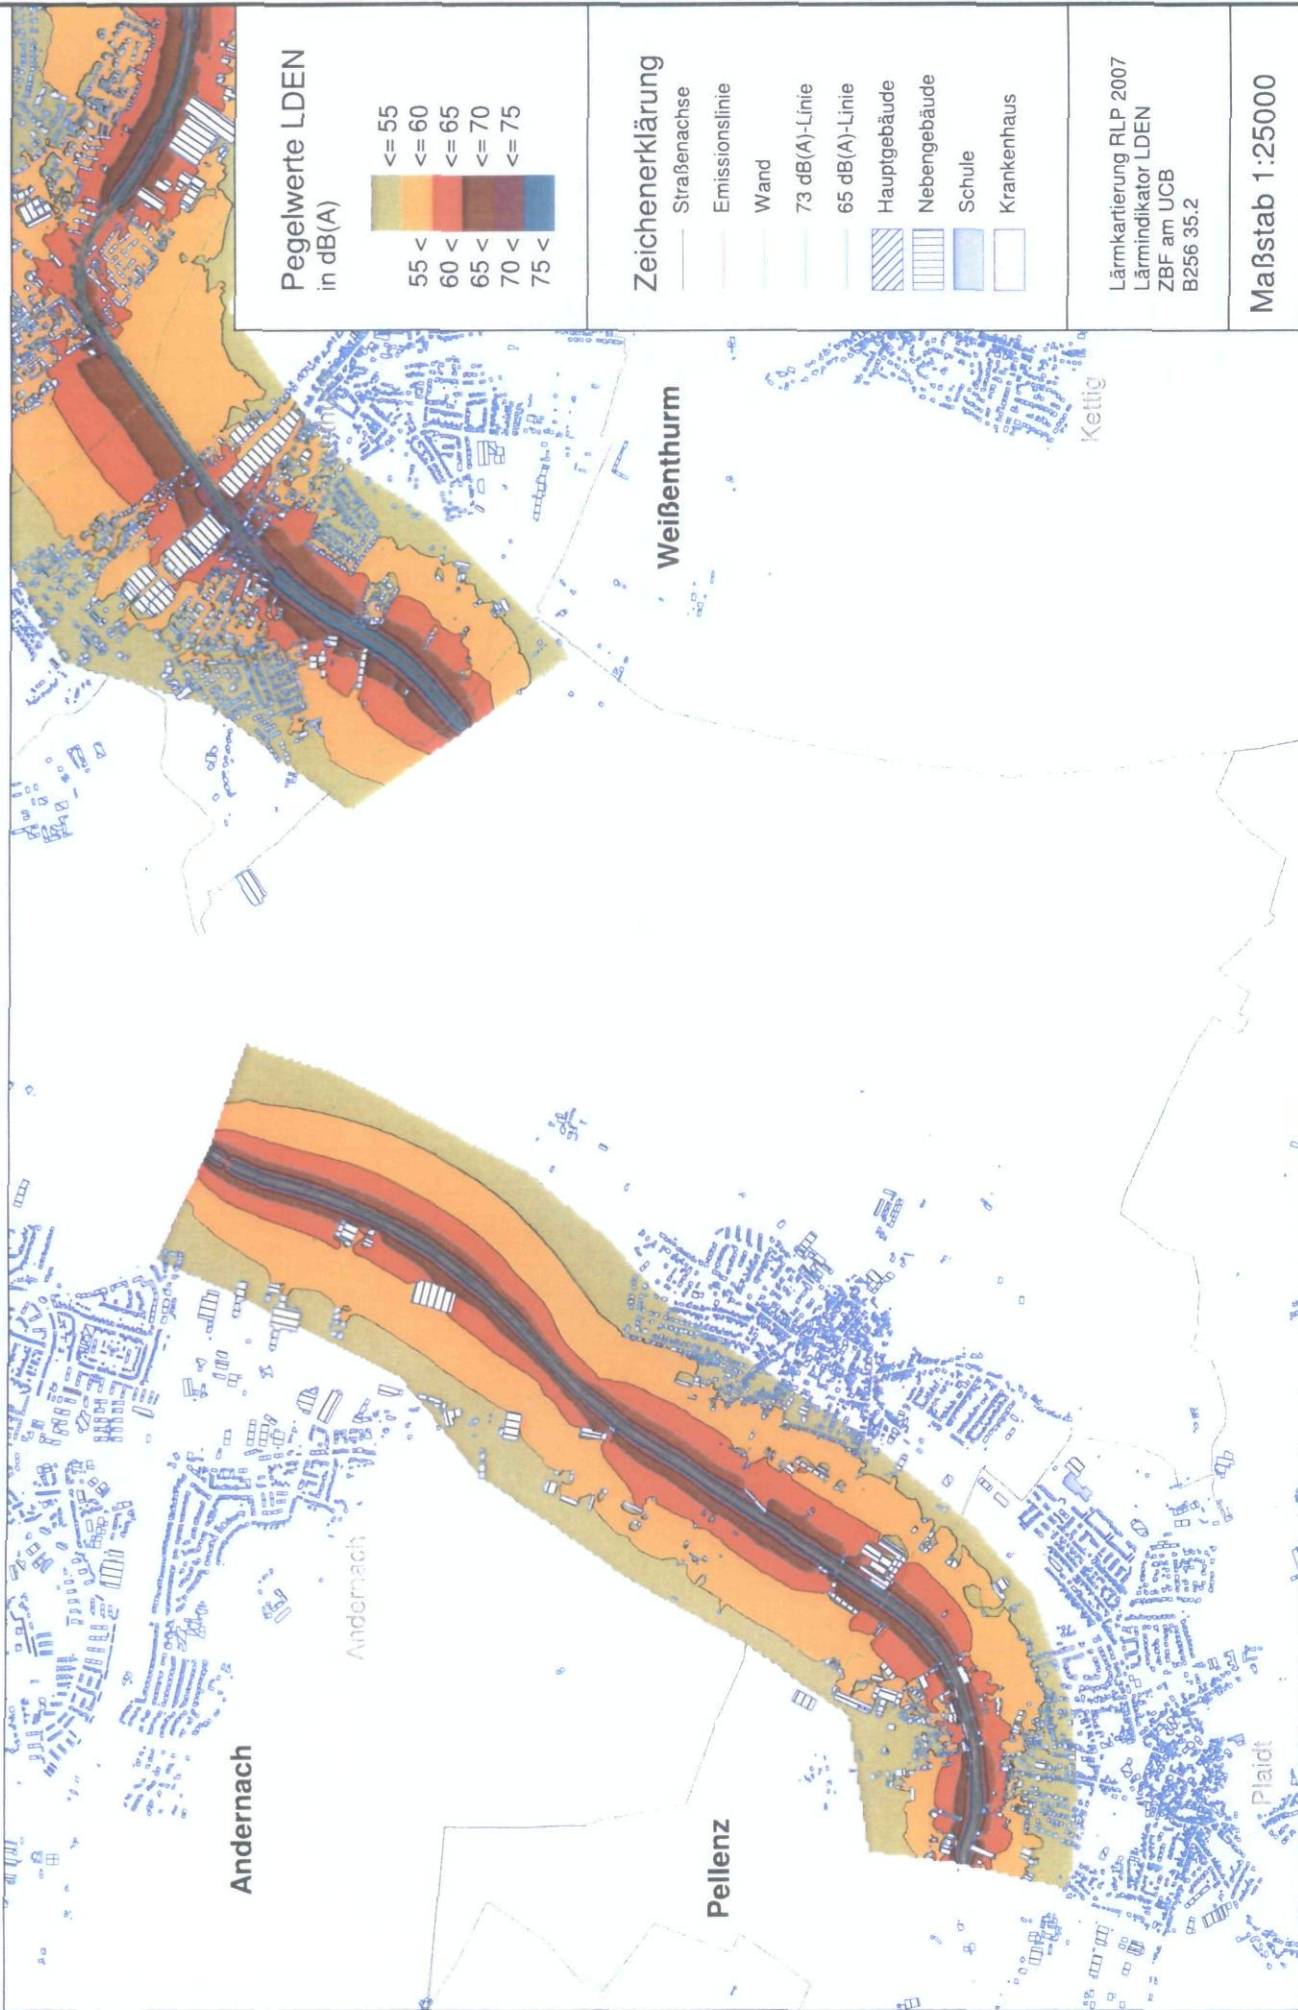 Pegelwerte LDEN
in dB(A)
<= 55
55 < <= 60
60 < <= 65
65 < <= 70
70 < <= 75
75 <
Zeichenerklärung
Straßenachse
Emissionslinie
Wand
73 dB(A)-Linie
65 dB(A)-Linie
Hauptgebäude
Nebengebäude
Schule
Krankenhaus
Lärmkartierung RLP 2007
Lärmindikator LDEN
ZBF am UCB
B256 35.2
Maßstab 1:25000
Andernach
Andernach
Weißenthurm
Kettig
Pellenz
Plaidt